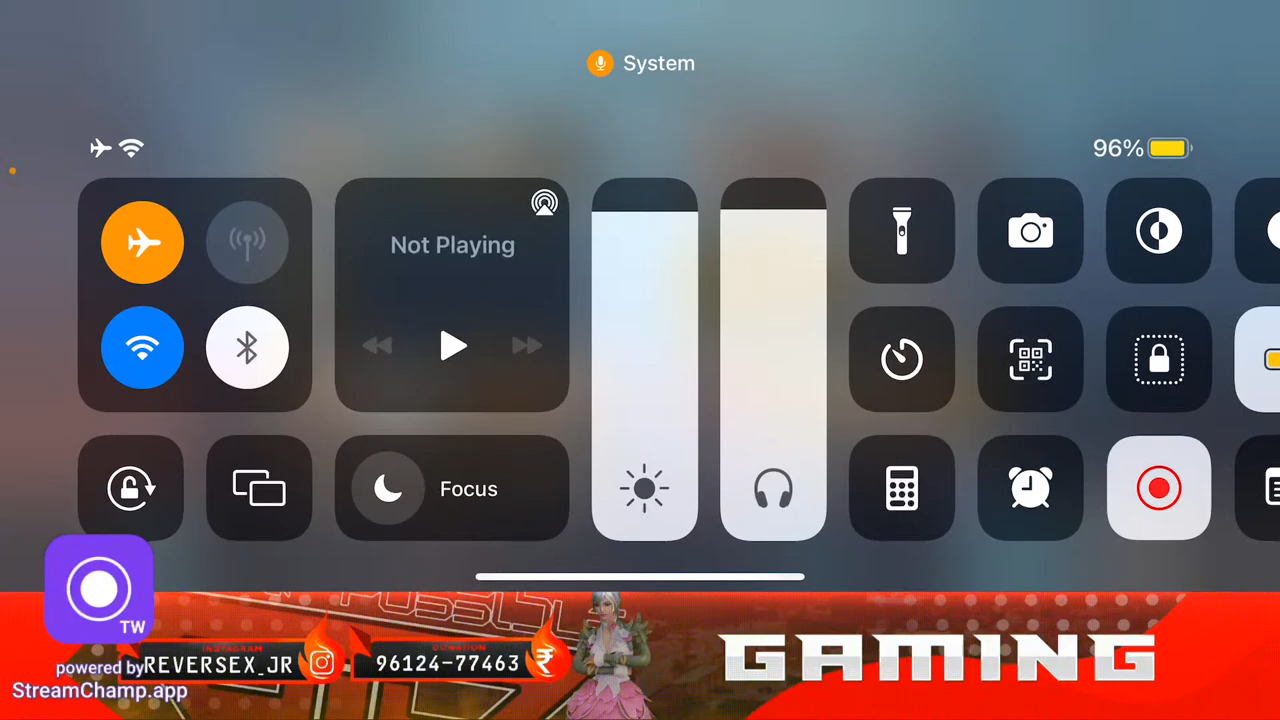 System
96%
Not Playing
Focus
TW
INSTAGRAM
REVERSEX_JR
DONATION
96124-77463
₹
GAMING
powered by
StreamChamp.app